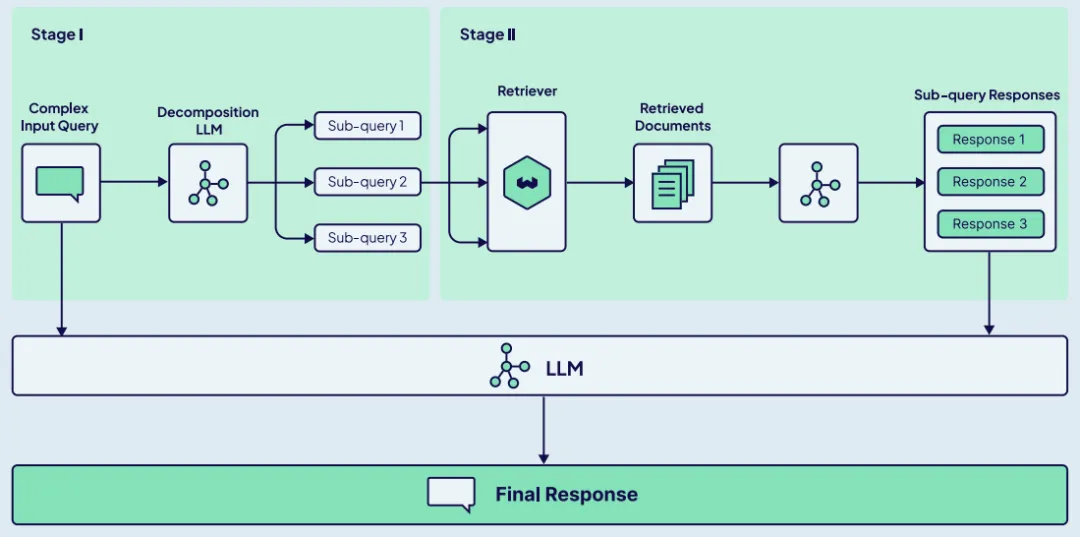 Stage I
Stage II
Complex
Input Query
Decomposition
LLM
Sub-query 1
Sub-query 2
Sub-query 3
Retriever
Retrieved
Documents
Sub-query Responses
Response 1
Response 2
Response 3
LLM
Final Response